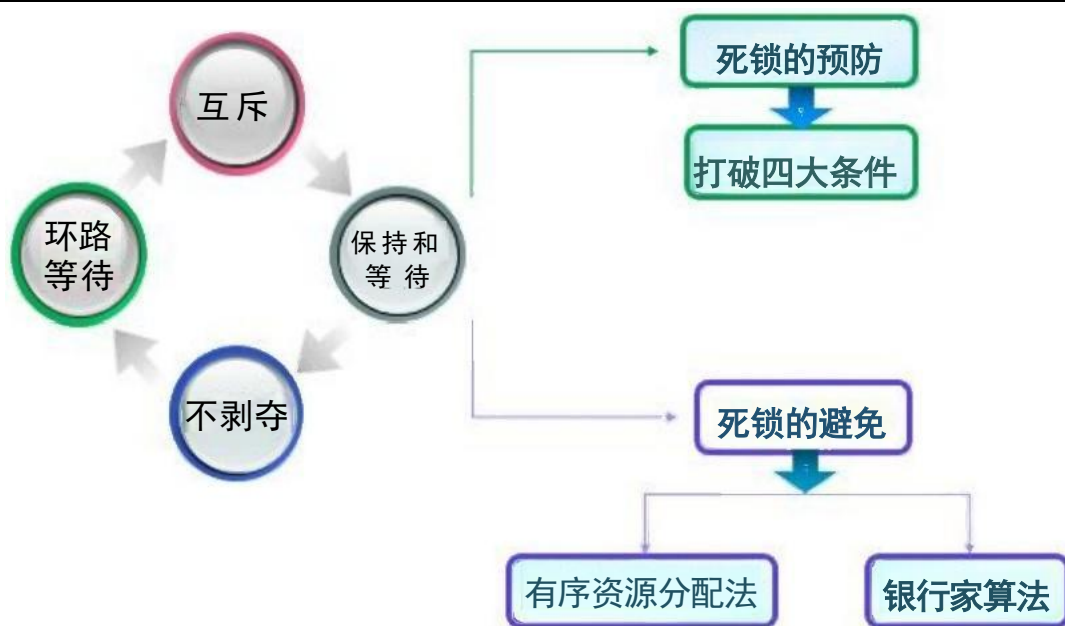 互斥
环路
等待
保持和
等待
不剥夺
死锁的预防
打破四大条件
死锁的避免
有序资源分配法
银行家算法